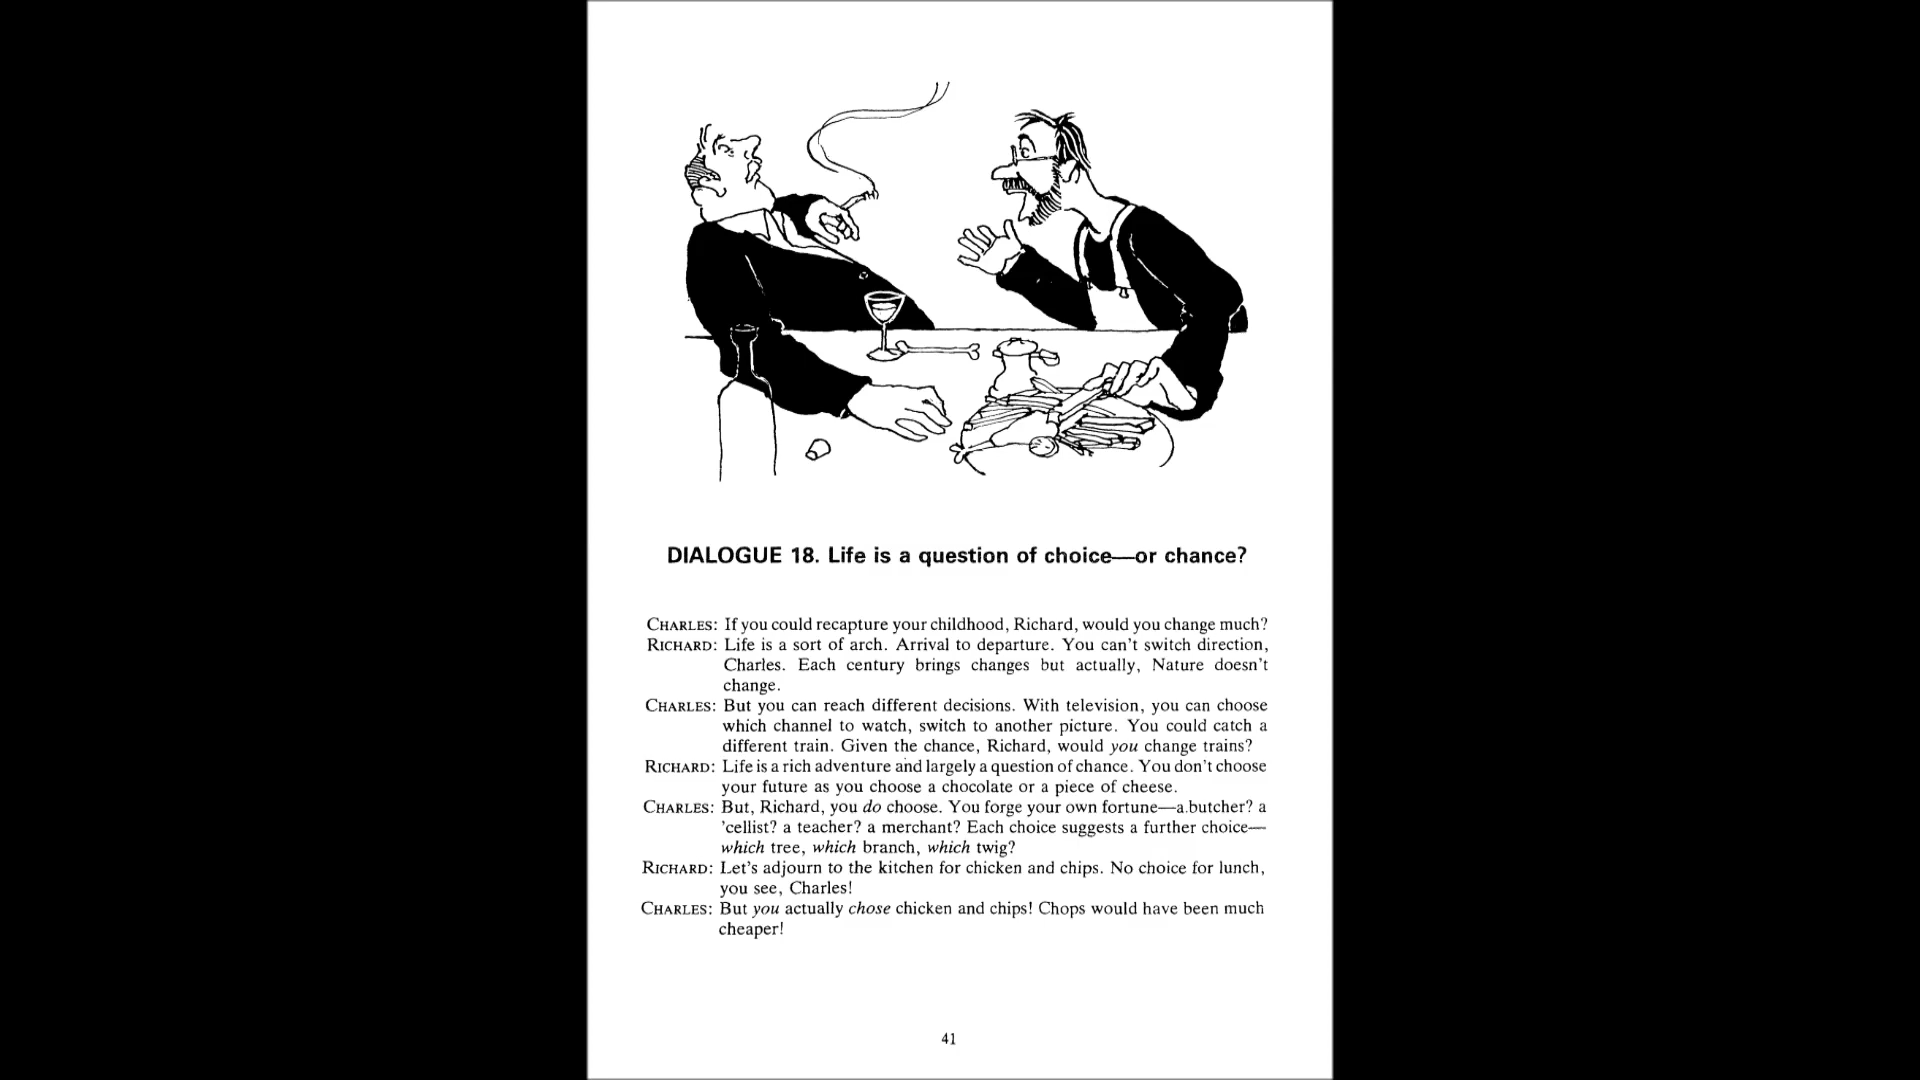 DIALOGUE 18. Life is a question of choice—or chance?
CHARLES: If you could recapture your childhood, Richard, would you change much?
RICHARD: Life is a sort of arch. Arrival to departure. You can't switch direction,
Charles. Each century brings changes but actually, Nature doesn't
change.
CHARLES: But you can reach different decisions. With television, you can choose
which channel to watch, switch to another picture. You could catch a
different train. Given the chance, Richard, would you change trains?
RICHARD: Life is a rich adventure and largely a question of chance. You don't choose
your future as you choose a chocolate or a piece of cheese.
CHARLES: But, Richard, you do choose. You forge your own fortune—a.butcher? a
'cellist? a teacher? a merchant? Each choice suggests a further choice—
which tree, which branch, which twig?
RICHARD: Let's adjourn to the kitchen for chicken and chips. No choice for lunch,
you see, Charles!
CHARLES: But you actually chose chicken and chips! Chops would have been much
cheaper!
41